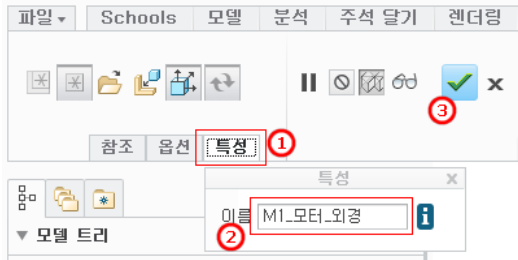 파일 Schools 모델 분석 주석 달기 렌더링
③
참조 옵션 특성 ①
특성 x
이름 M1_모터_외경 i
②
모델 트리